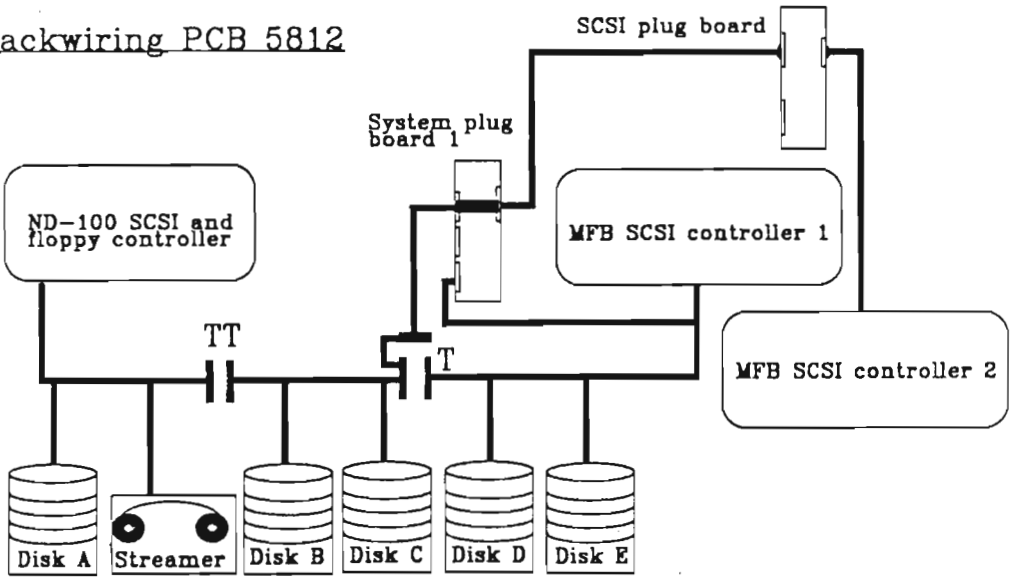 ackwiring PCB 5812
SCSI plug board
System plug
board 1
ND-100 SCSI and
floppy controller
MFB SCSI controller 1
TT
T
MFB SCSI controller 2
Disk A
Streamer
Disk B
Disk C
Disk D
Disk E